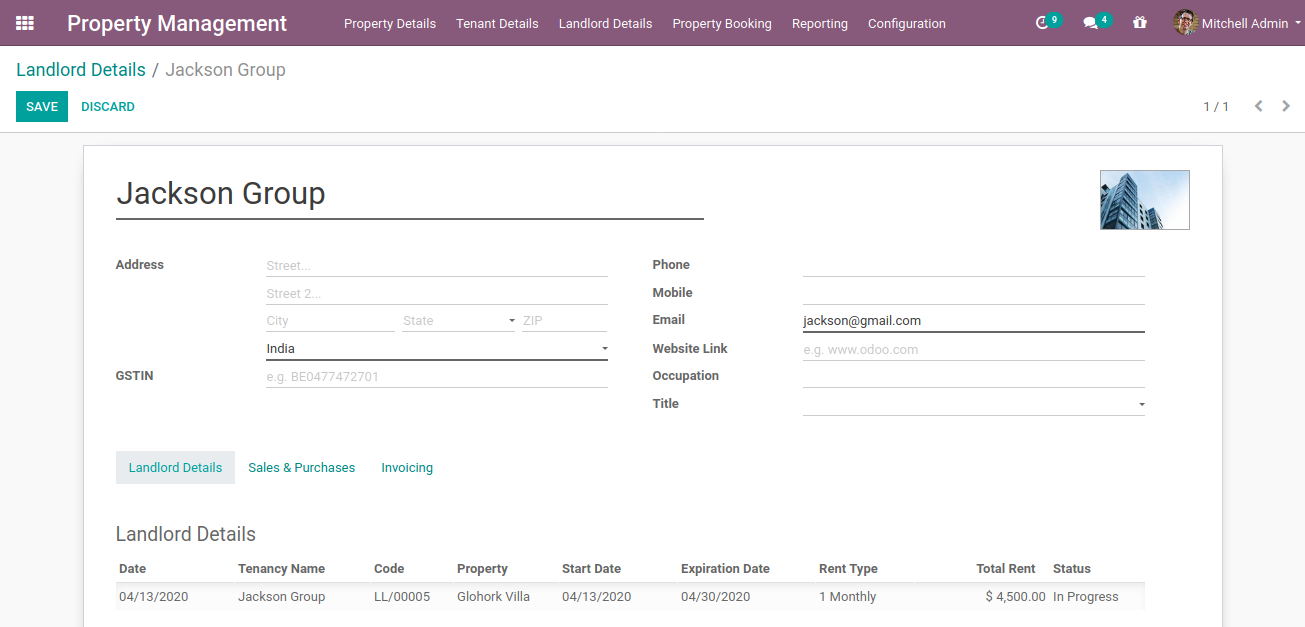 Property Management Property Details Tenant Details Landlord Details Property Booking Reporting Configuration 9 4 Mitchell Admin
Landlord Details / Jackson Group
SAVE DISCARD 1 / 1
Jackson Group
Address Street... Phone
Street 2... Mobile
City State ZIP Email jackson@gmail.com
India Website Link e.g. www.odoo.com
GSTIN e.g. BE0477472701 Occupation
Title
Landlord Details Sales & Purchases Invoicing
Landlord Details
Date Tenancy Name Code Property Start Date Expiration Date Rent Type Total Rent Status
04/13/2020 Jackson Group LL/00005 Glohork Villa 04/13/2020 04/30/2020 1 Monthly $ 4,500.00 In Progress